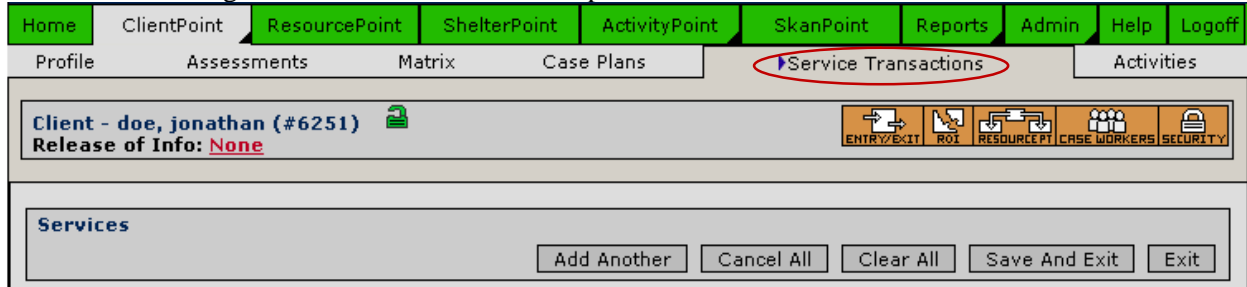 Home ClientPoint ResourcePoint ShelterPoint ActivityPoint SkanPoint Reports Admin Help Logoff
Profile Assessments Matrix Case Plans Service Transactions Activities
Client - doe, jonathan (#6251)
Release of Info: None
ENTRY/EXIT ROI RESOURCEPT CASE WORKERS SECURITY
Services
Add Another Cancel All Clear All Save And Exit Exit